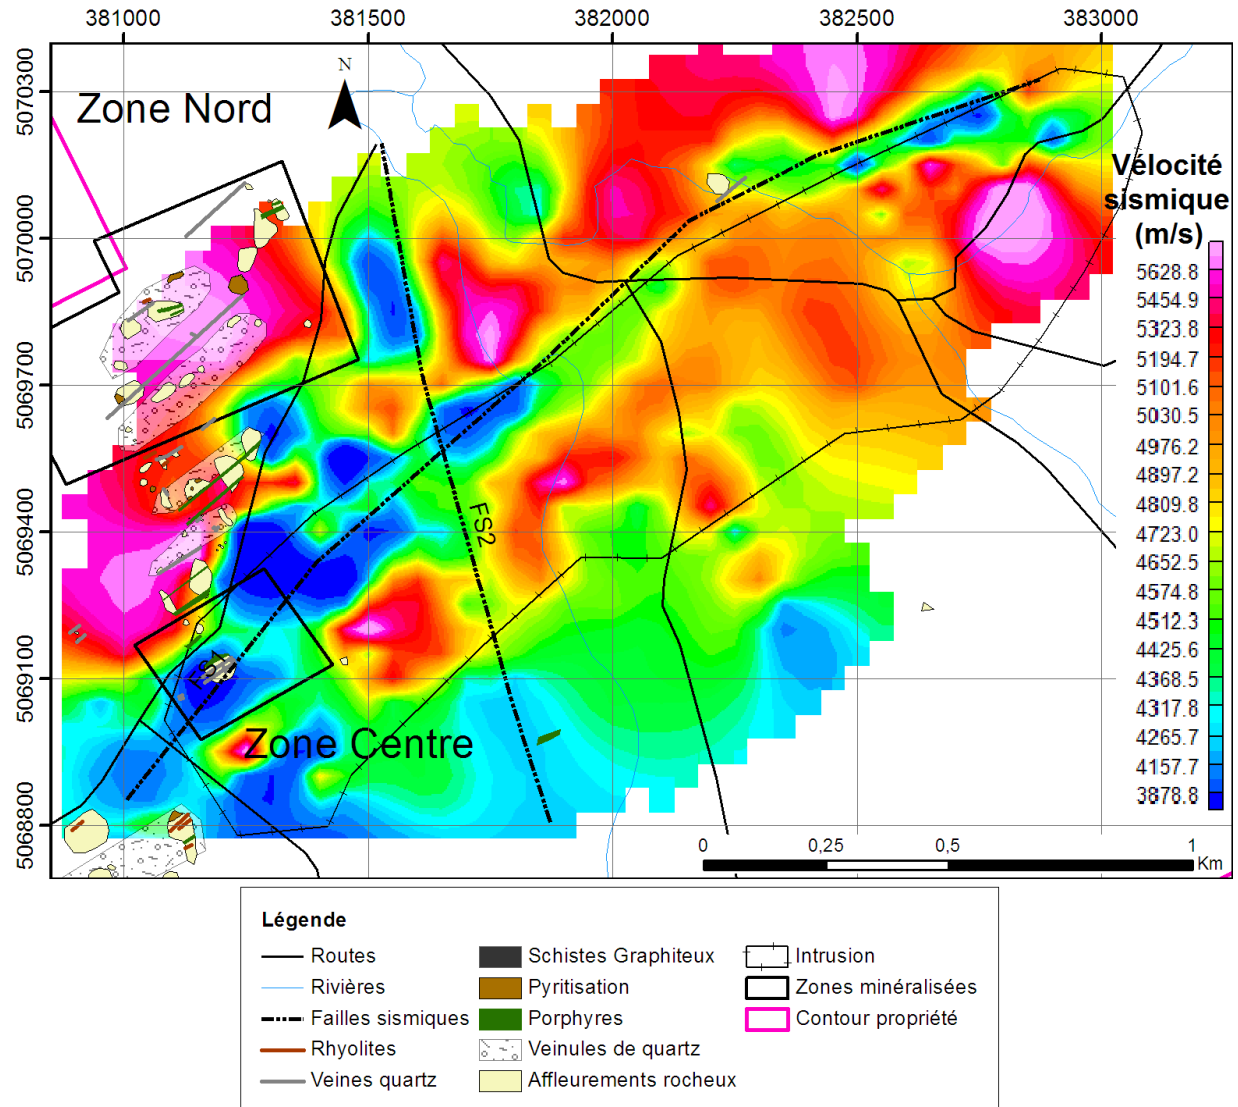 381000 381500 382000 382500 383000
5070300
5070000
5069700
5069400
5069100
5068800
Zone Nord
N
Vélocité
sismique
(m/s)
5628.8
5454.9
5323.8
5194.7
5101.6
5030.5
4976.2
4897.2
4809.8
4723.0
4652.5
4574.8
4512.3
4425.6
4368.5
4317.8
4265.7
4157.7
3878.8
FS2
Zone Centre
0 0,25 0,5 1
Km
Légende
Routes
Rivières
Failles sismiques
Rhyolites
Veines quartz
Schistes Graphiteux
Pyritisation
Porphyres
Veinules de quartz
Affleurements rocheux
Intrusion
Zones minéralisées
Contour propriété